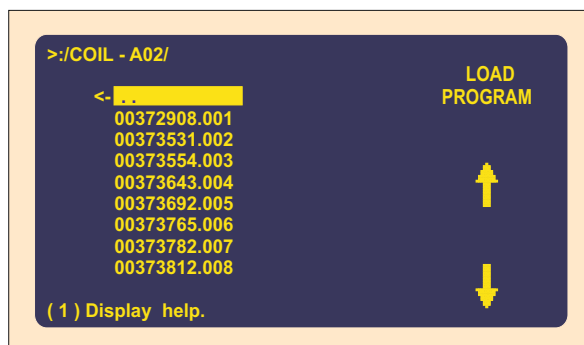 >:/COIL - A02/
LOAD
PROGRAM
<- . .
00372908.001
00373531.002
00373554.003
00373643.004
00373692.005
00373765.006
00373782.007
00373812.008
( 1 ) Display help.